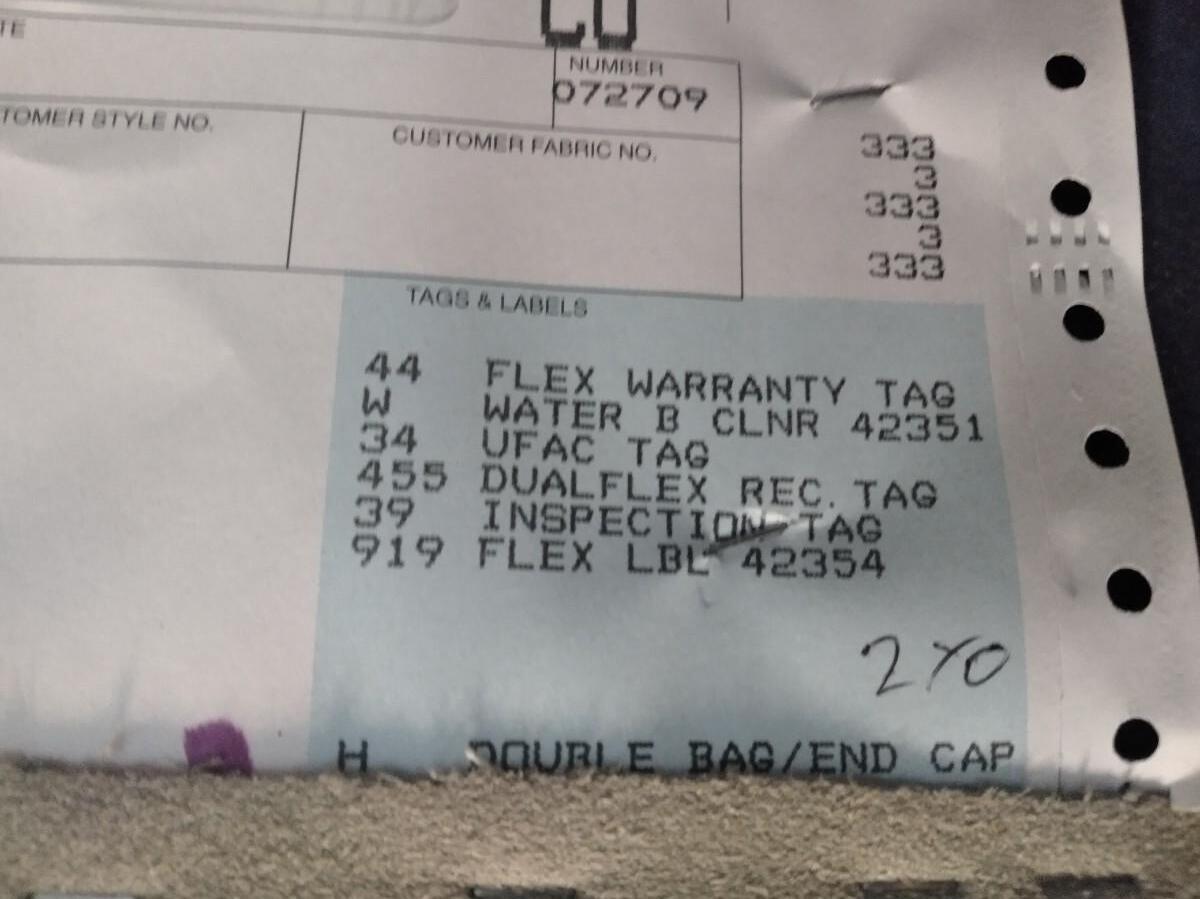 TE
NUMBER
072709
TOMER STYLE NO.
CUSTOMER FABRIC NO.
333
3
333
3
333
TAGS & LABELS
44 FLEX WARRANTY TAG
W WATER B CLNR 42351
34 UFAC TAG
455 DUALFLEX REC. TAG
39 INSPECTION TAG
919 FLEX LBL 42354
2YO
H DOUBLE BAG/END CAP